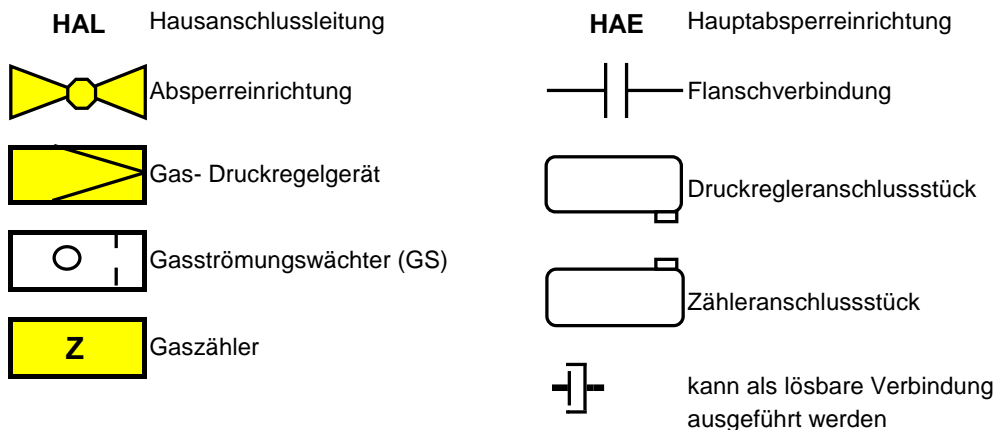 HAL Hausanschlussleitung
Absperreinrichtung
Gas- Druckregelgerät
Gasströmungswächter (GS)
Z Gaszähler
HAE Hauptabsperreinrichtung
Flanschverbindung
Druckregleranschlussstück
Zähleranschlussstück
kann als lösbare Verbindung
ausgeführt werden